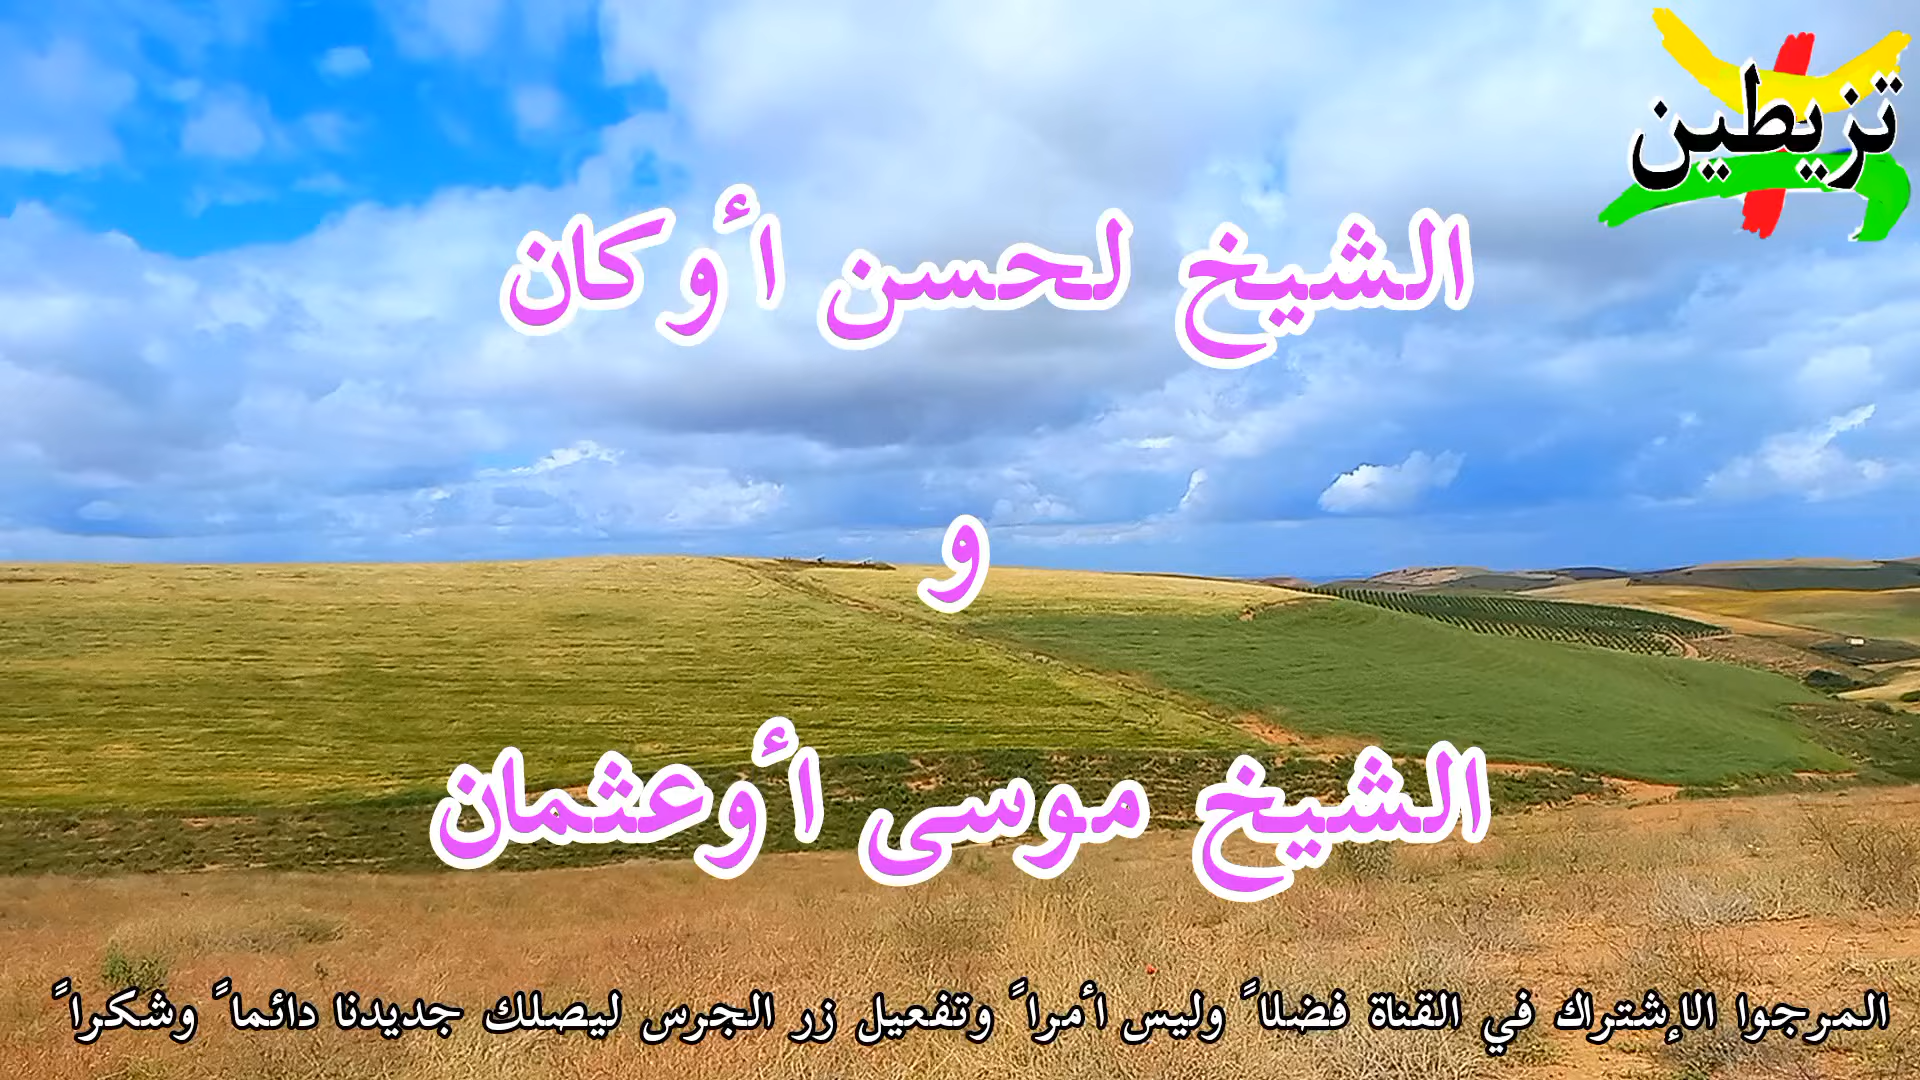 تزيطين
الشيخ لحسن أوكان
و
الشيخ موسى أوعثمان
المرجوا الإشتراك في القناة فضلاً وليس أمراً وتفعيل زر الجرس ليصلك جديدنا دائماً وشكراً